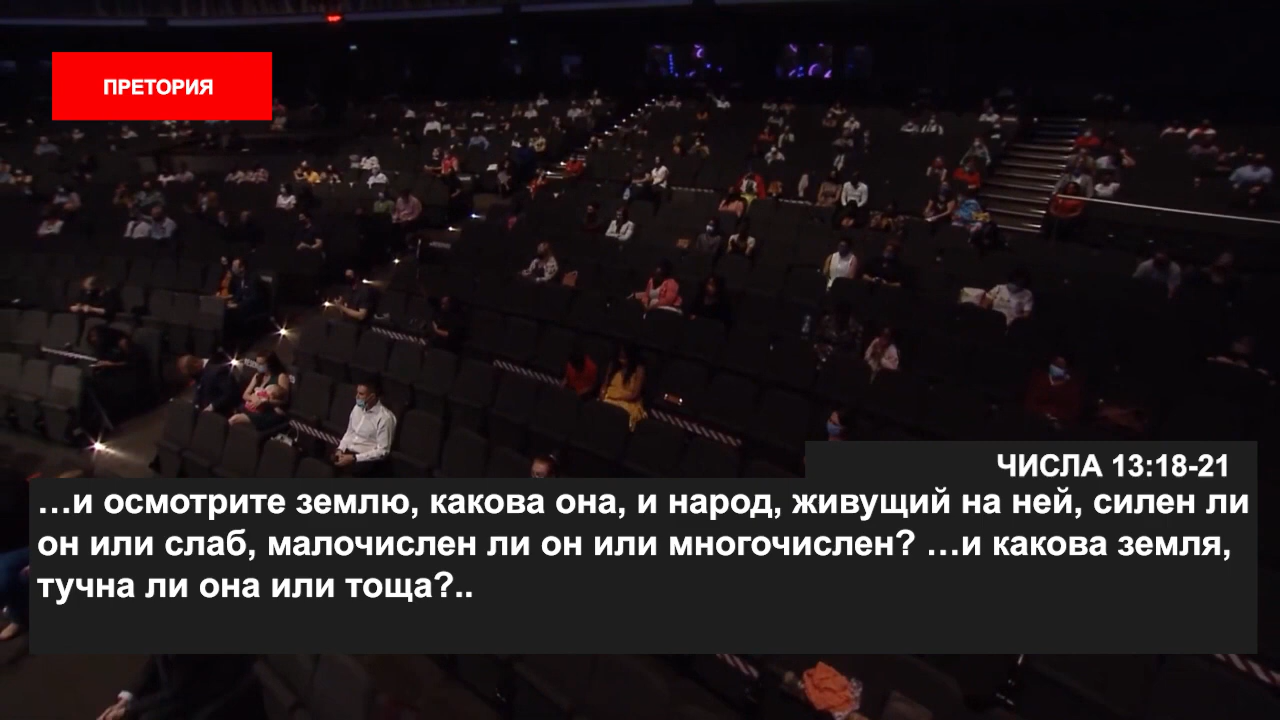 ПРЕТОРИЯ
ЧИСЛА 13:18-21
…и осмотрите землю, какова она, и народ, живущий на ней, силен ли
он или слаб, малочислен ли он или многочислен? …и какова земля,
тучна ли она или тоща?..